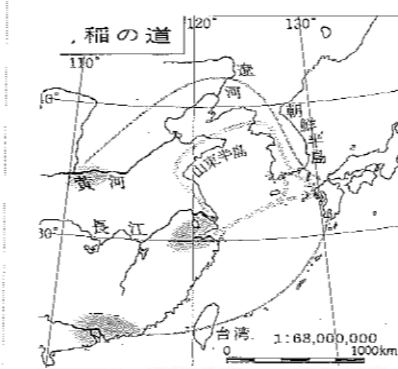 稲の道
110°
120°
130°
遼河
40°
朝鮮半島
山東半島
黄河
30°
長江
台湾
1:68,000,000
0 1000km